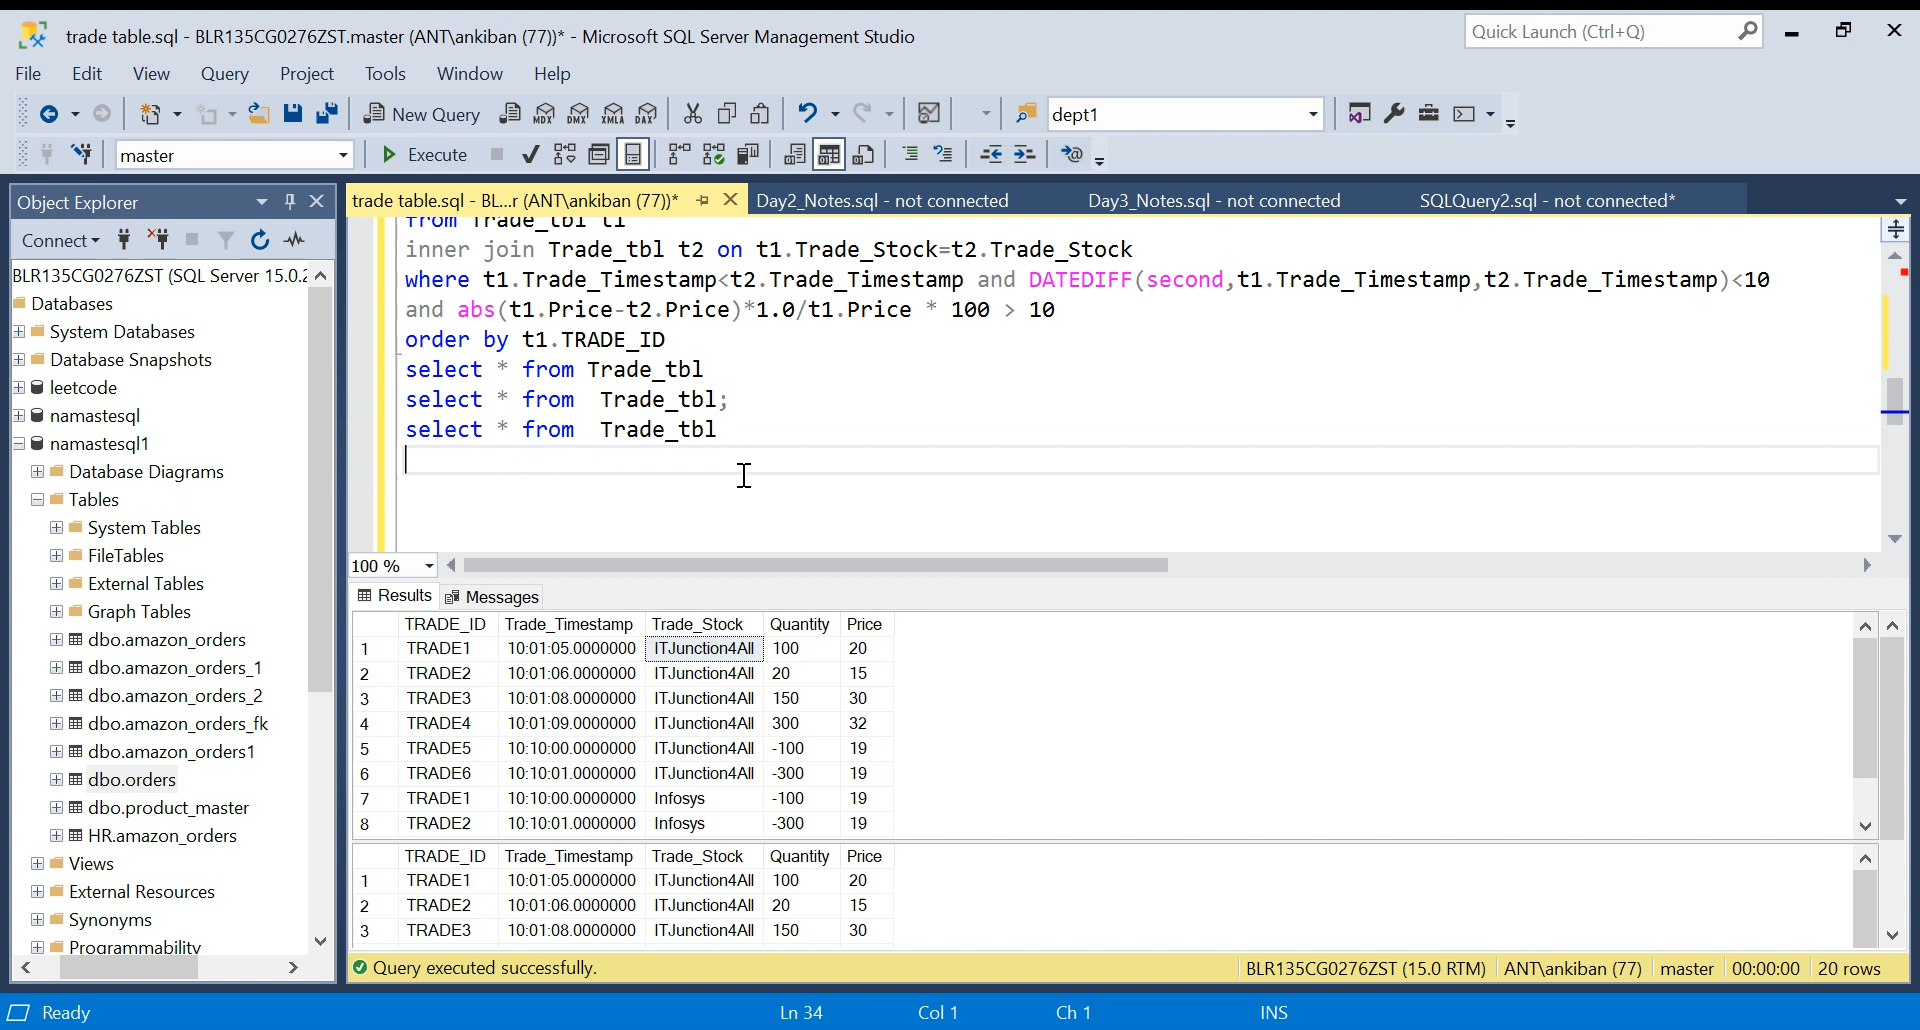 trade table.sql - BLR135CG0276ZST.master (ANT\ankiban (77))* - Microsoft SQL Server Management Studio
Quick Launch (Ctrl+Q)
File Edit View Query Project Tools Window Help
New Query MDX DMX XMLA DAX dept1
master Execute
Object Explorer
trade table.sql - BL...r (ANT\ankiban (77))* Day2_Notes.sql - not connected Day3_Notes.sql - not connected SQLQuery2.sql - not connected*
Connect
BLR135CG0276ZST (SQL Server 15.0.2
Databases
System Databases
Database Snapshots
leetcode
namastesql
namastesql1
Database Diagrams
Tables
System Tables
FileTables
External Tables
Graph Tables
dbo.amazon_orders
dbo.amazon_orders_1
dbo.amazon_orders_2
dbo.amazon_orders_fk
dbo.amazon_orders1
dbo.orders
dbo.product_master
HR.amazon_orders
Views
External Resources
Synonyms
Programmability
from Trade_tbl t1
inner join Trade_tbl t2 on t1.Trade_Stock=t2.Trade_Stock
where t1.Trade_Timestamp<t2.Trade_Timestamp and DATEDIFF(second,t1.Trade_Timestamp,t2.Trade_Timestamp)<10
and abs(t1.Price-t2.Price)*1.0/t1.Price * 100 > 10
order by t1.TRADE_ID
select * from Trade_tbl
select * from Trade_tbl;
select * from Trade_tbl
100 %
Results Messages
TRADE_ID Trade_Timestamp Trade_Stock Quantity Price
1 TRADE1 10:01:05.0000000 ITJunction4All 100 20
2 TRADE2 10:01:06.0000000 ITJunction4All 20 15
3 TRADE3 10:01:08.0000000 ITJunction4All 150 30
4 TRADE4 10:01:09.0000000 ITJunction4All 300 32
5 TRADE5 10:10:00.0000000 ITJunction4All -100 19
6 TRADE6 10:10:01.0000000 ITJunction4All -300 19
7 TRADE1 10:10:00.0000000 Infosys -100 19
8 TRADE2 10:10:01.0000000 Infosys -300 19
TRADE_ID Trade_Timestamp Trade_Stock Quantity Price
1 TRADE1 10:01:05.0000000 ITJunction4All 100 20
2 TRADE2 10:01:06.0000000 ITJunction4All 20 15
3 TRADE3 10:01:08.0000000 ITJunction4All 150 30
Query executed successfully. BLR135CG0276ZST (15.0 RTM) ANT\ankiban (77) master 00:00:00 20 rows
Ready Ln 34 Col 1 Ch 1 INS